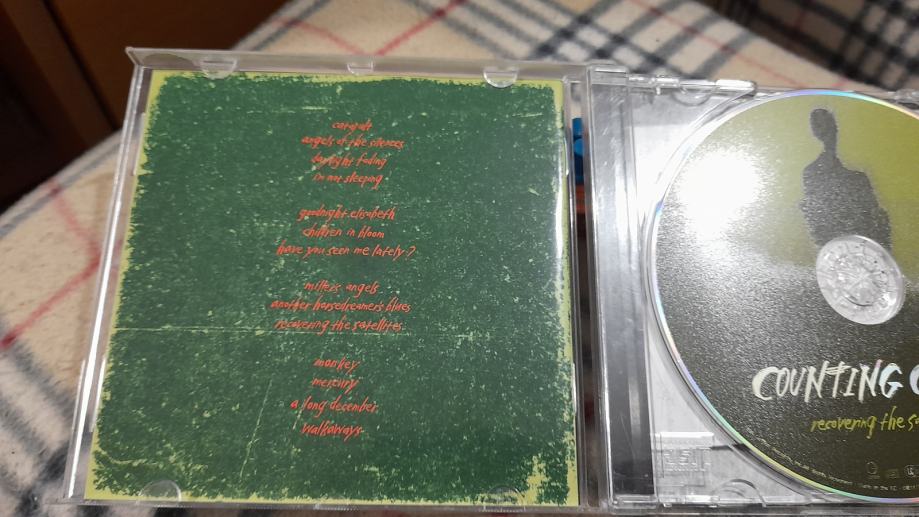 catapult
angels of the silences
daylight fading
i'm not sleeping
goodnight elisabeth
children in bloom
have you seen me lately?
miller's angels
another horsedreamer's blues
recovering the satellites
monkey
mercury
a long december
walkaways
COUNTING C
recovering the sa